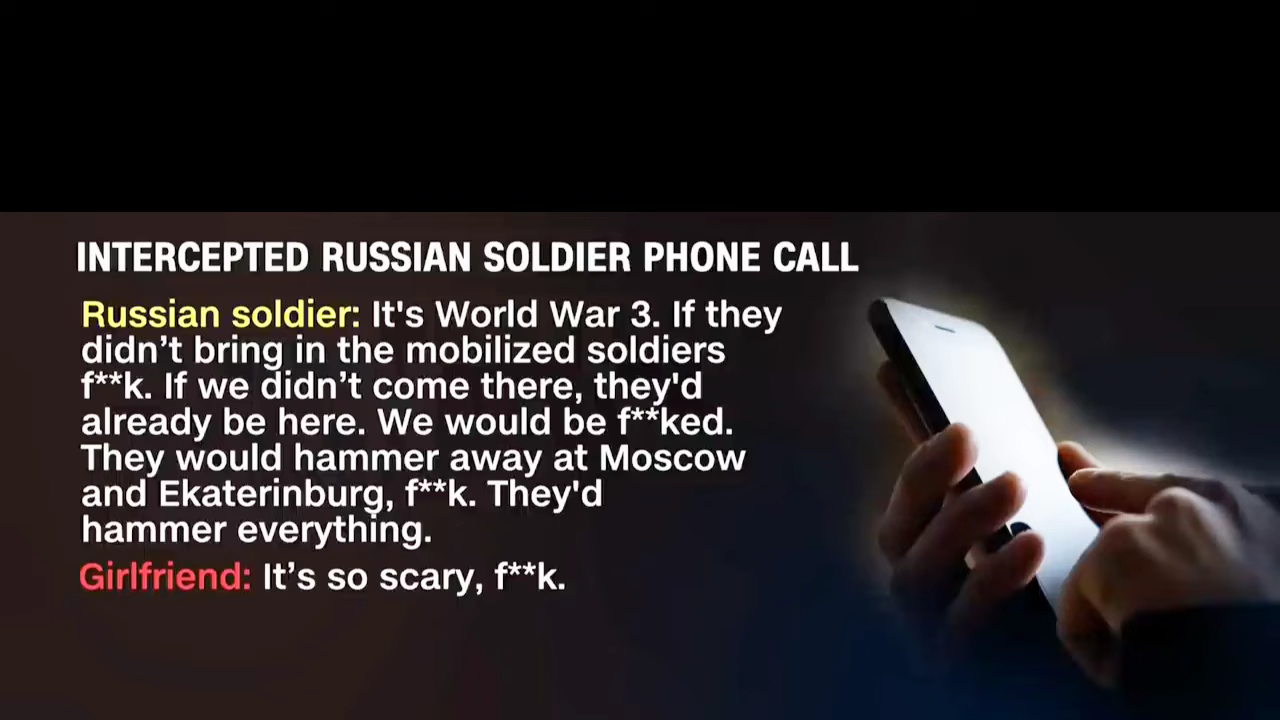 INTERCEPTED RUSSIAN SOLDIER PHONE CALL
Russian soldier: It's World War 3. If they
didn’t bring in the mobilized soldiers
f**k. If we didn’t come there, they'd
already be here. We would be f**ked.
They would hammer away at Moscow
and Ekaterinburg, f**k. They'd
hammer everything.
Girlfriend: It’s so scary, f**k.